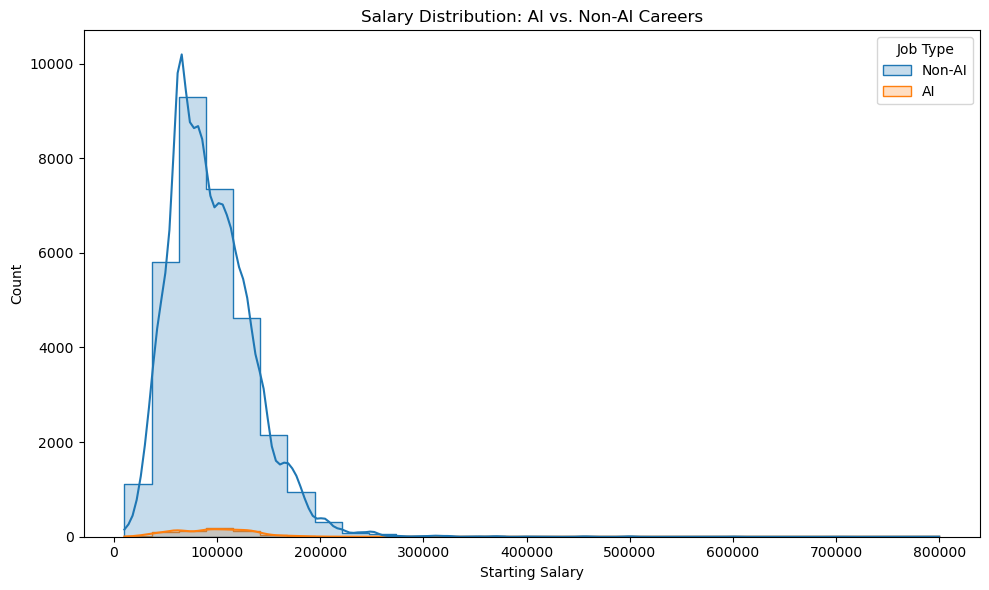 Salary Distribution: AI vs. Non-AI Careers
Job Type
Non-AI
AI
10000
8000
6000
4000
2000
0
Count
0
100000
200000
300000
400000
500000
600000
700000
800000
Starting Salary